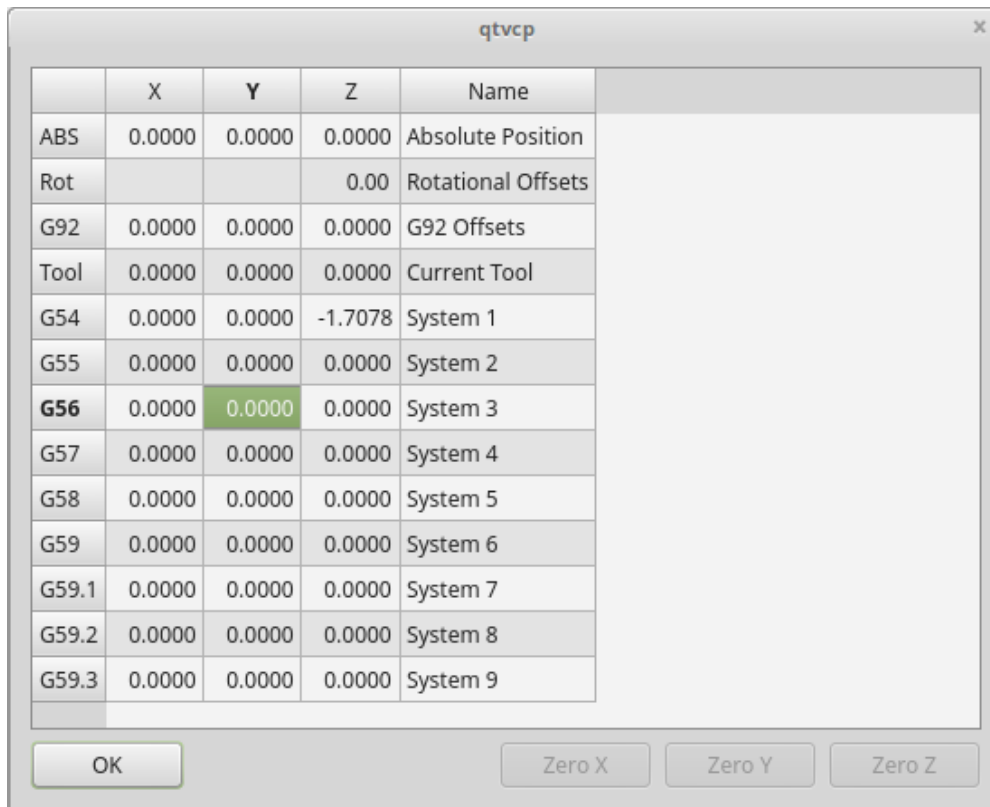 qtvcp x
X Y Z Name
ABS 0.0000 0.0000 0.0000 Absolute Position
Rot 0.00 Rotational Offsets
G92 0.0000 0.0000 0.0000 G92 Offsets
Tool 0.0000 0.0000 0.0000 Current Tool
G54 0.0000 0.0000 -1.7078 System 1
G55 0.0000 0.0000 0.0000 System 2
G56 0.0000 0.0000 0.0000 System 3
G57 0.0000 0.0000 0.0000 System 4
G58 0.0000 0.0000 0.0000 System 5
G59 0.0000 0.0000 0.0000 System 6
G59.1 0.0000 0.0000 0.0000 System 7
G59.2 0.0000 0.0000 0.0000 System 8
G59.3 0.0000 0.0000 0.0000 System 9
OK Zero X Zero Y Zero Z